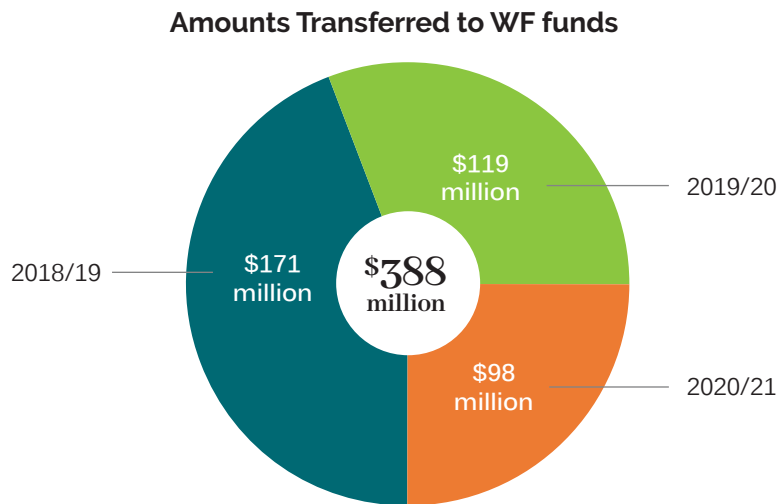 Amounts Transferred to WF funds
$119
million
2019/20
2018/19
$171
million
$388
million
$98
million
2020/21